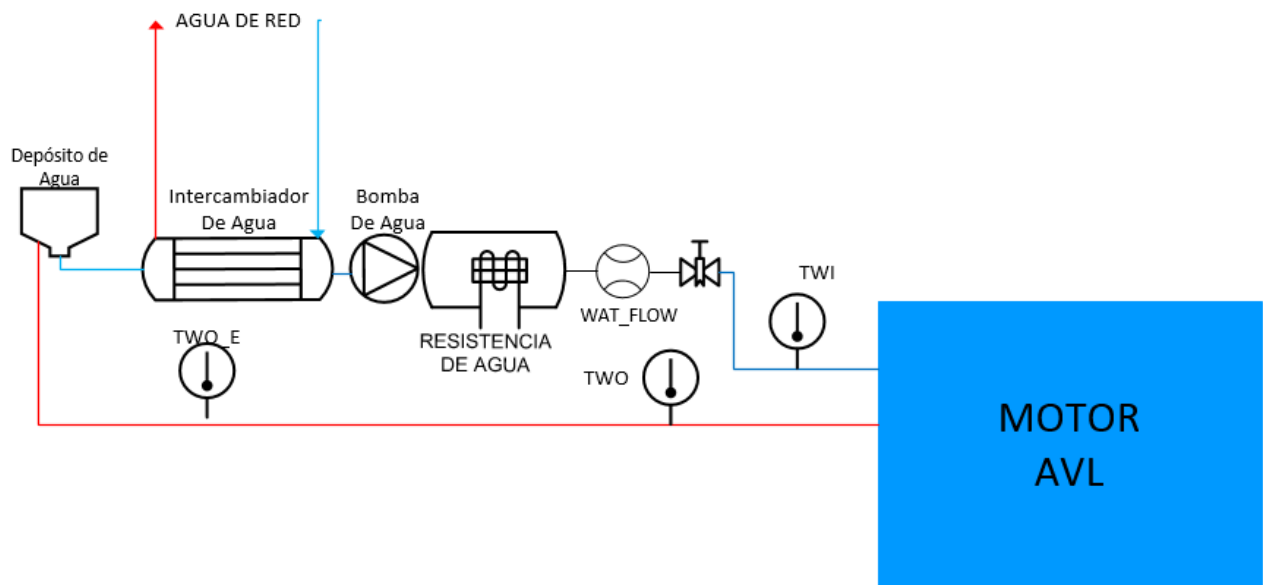 AGUA DE RED
Depósito de
Agua
Intercambiador
De Agua
Bomba
De Agua
TWI
WAT_FLOW
TWO_E
RESISTENCIA
DE AGUA
TWO
MOTOR
AVL